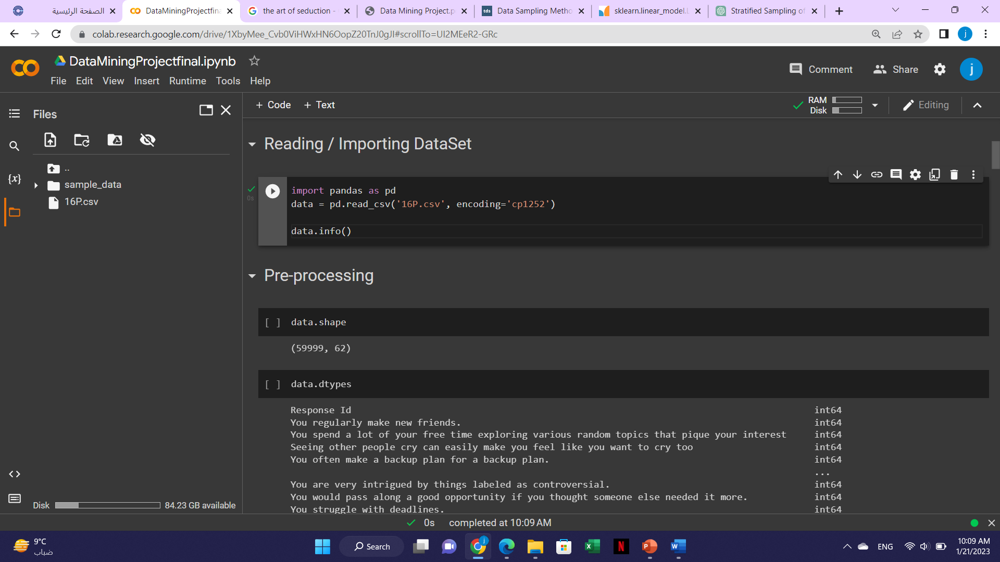 الصفحة الرئيسية
DataMiningProjectfina
the art of seduction -
Data Mining Project.p
tds
Data Sampling Metho
sklearn.linear_model.L
Stratified Sampling of
colab.research.google.com/drive/1XbyMee_Cvb0ViHWxHN6OopZ20TnJ0gJI#scrollTo=UI2MEeR2-GRc
j
DataMiningProjectfinal.ipynb
File Edit View Insert Runtime Tools Help
Comment
Share
j
Files
+ Code + Text
RAM
Disk
Editing
..
sample_data
16P.csv
{x}
Reading / Importing DataSet
0s
import pandas as pd
data = pd.read_csv('16P.csv', encoding='cp1252')
data.info()
Pre-processing
[ ] data.shape
(59999, 62)
[ ] data.dtypes
Response Id int64
You regularly make new friends. int64
You spend a lot of your free time exploring various random topics that pique your interest int64
Seeing other people cry can easily make you feel like you want to cry too int64
You often make a backup plan for a backup plan. int64
...
You are very intrigued by things labeled as controversial. int64
You would pass along a good opportunity if you thought someone else needed it more. int64
You struggle with deadlines. int64
Disk 84.23 GB available
0s completed at 10:09 AM
9°C
ضباب
Search
j
X
N
P
W
ENG
10:09 AM
1/21/2023